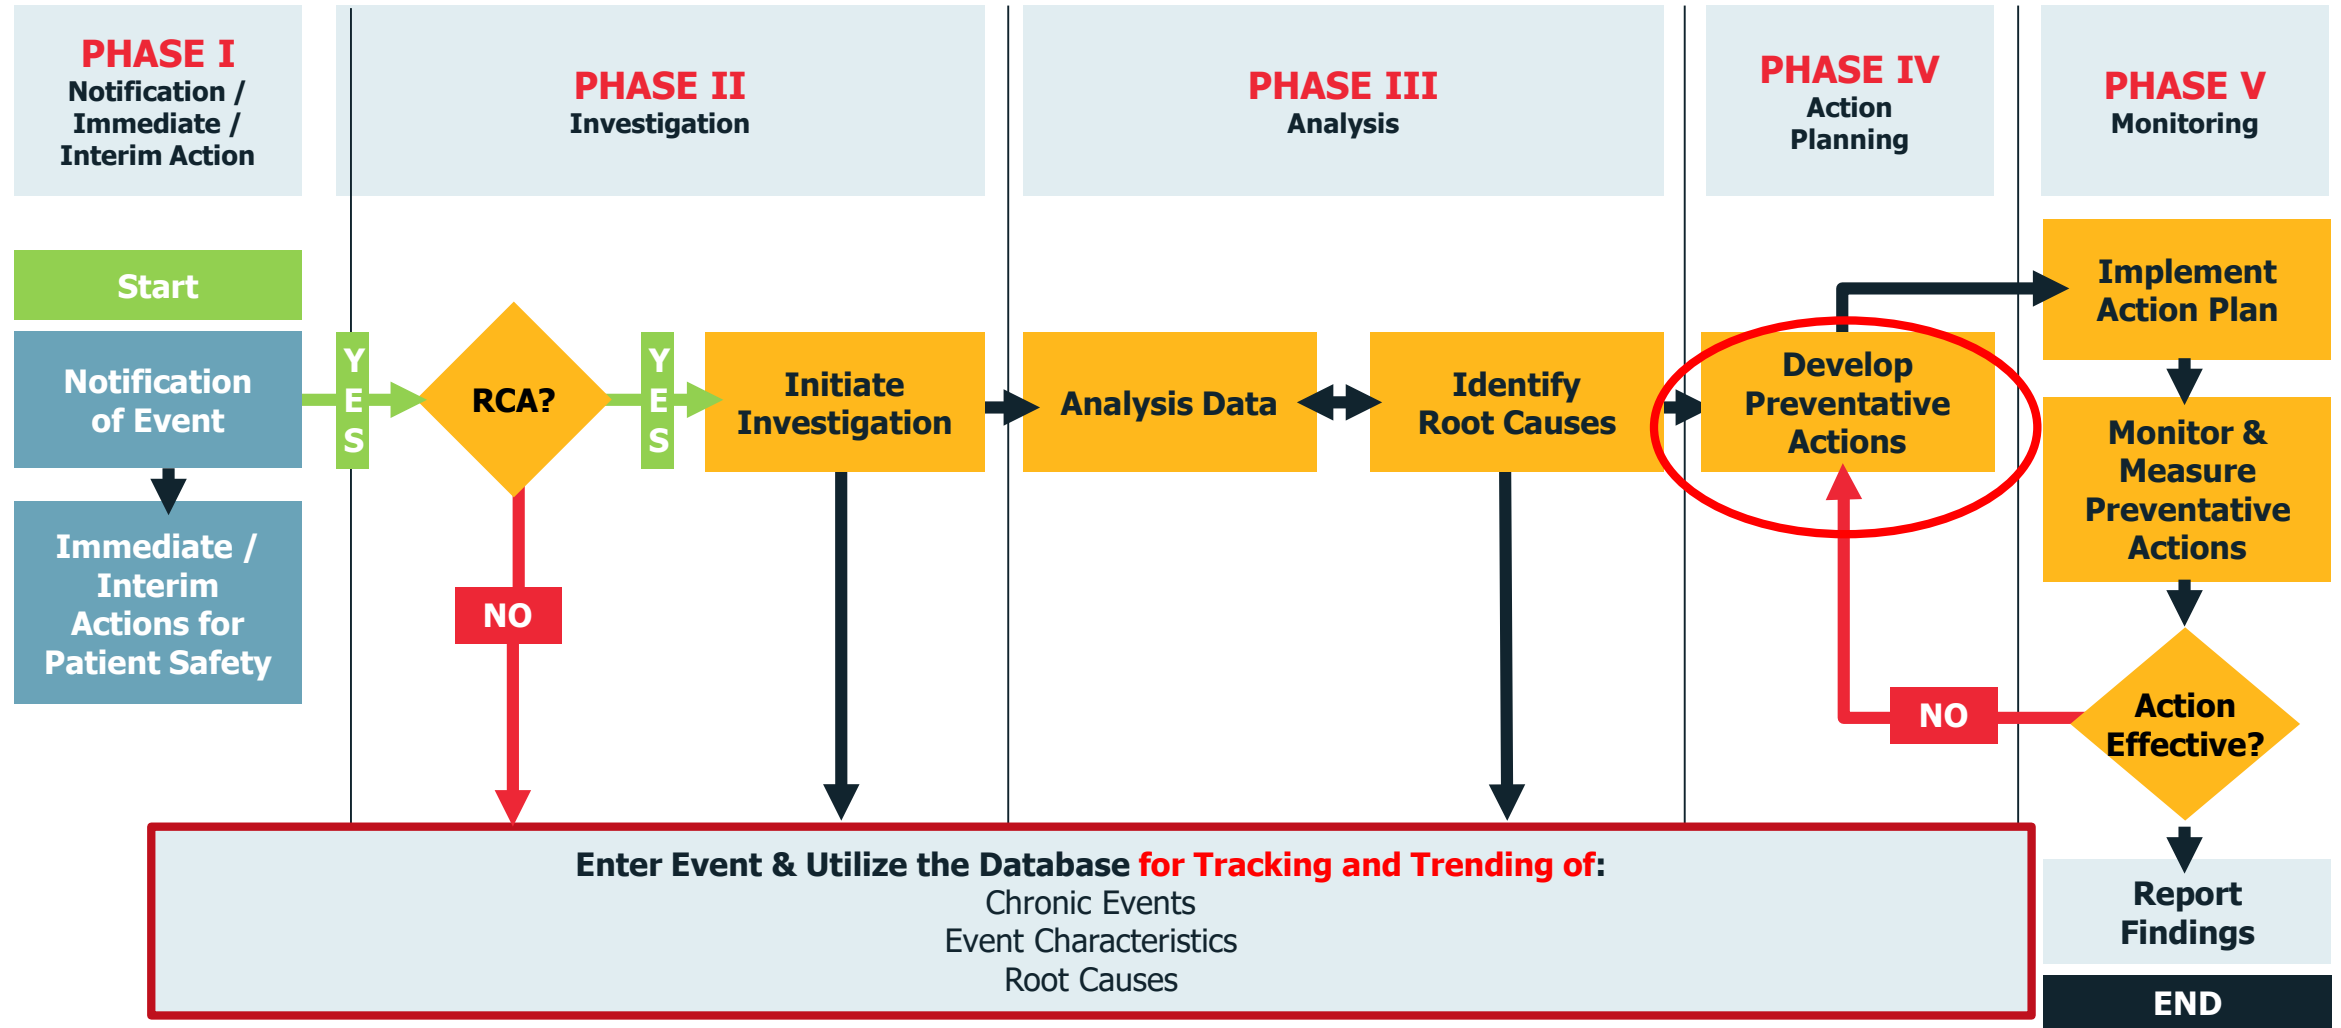 PHASE I
Notification /
Immediate /
Interim Action
PHASE II
Investigation
PHASE III
Analysis
PHASE IV
Action
Planning
PHASE V
Monitoring
Start
Notification
of Event
Immediate /
Interim
Actions for
Patient Safety
YES
RCA?
YES
NO
Initiate
Investigation
Analysis Data
Identify
Root Causes
Develop
Preventative
Actions
Implement
Action Plan
Monitor &
Measure
Preventative
Actions
Action
Effective?
NO
Report
Findings
END
Enter Event & Utilize the Database for Tracking and Trending of:
Chronic Events
Event Characteristics
Root Causes